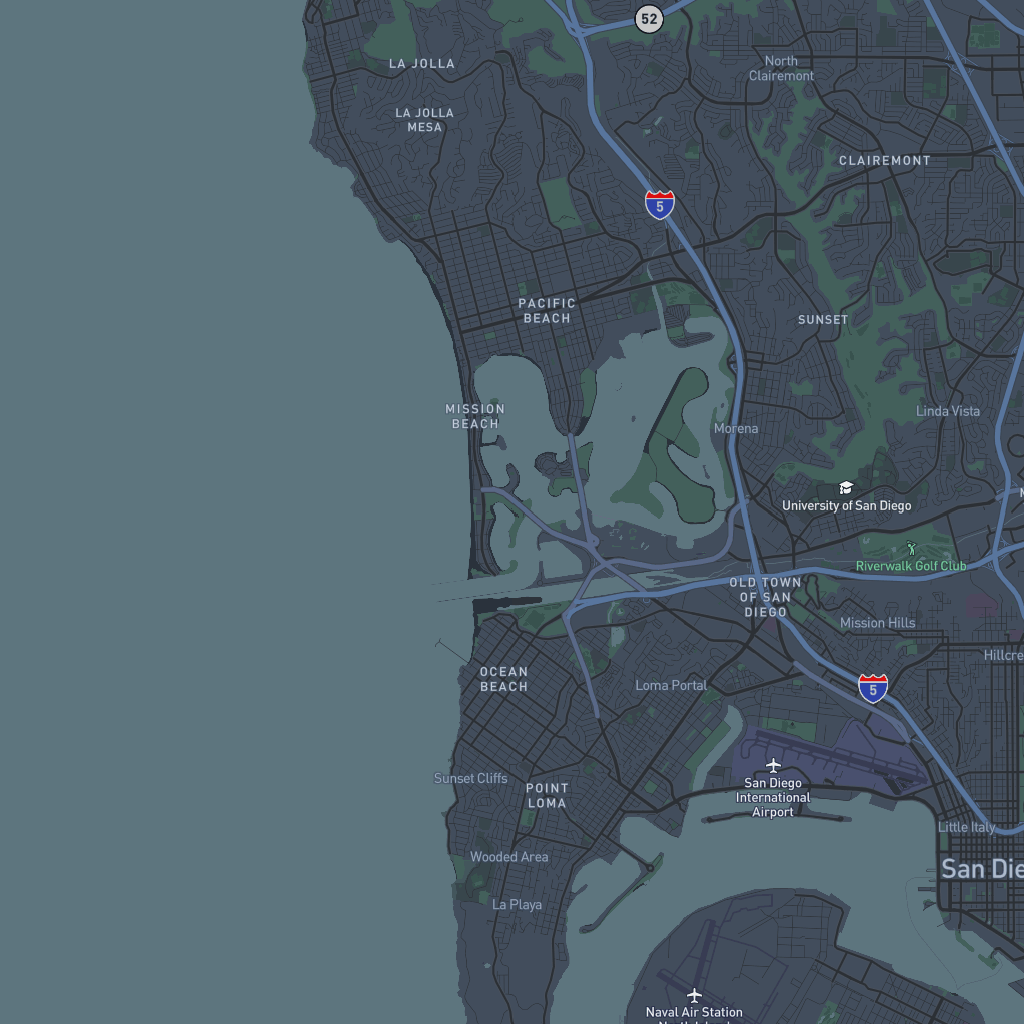 52
LA JOLLA
North
Clairemont
LA JOLLA
MESA
CLAIREMONT
5
PACIFIC
BEACH
SUNSET
MISSION
BEACH
Linda Vista
Morena
University of San Diego
Riverwalk Golf Club
OLD TOWN
OF SAN
DIEGO
Mission Hills
Hillcre
OCEAN
BEACH
Loma Portal
5
Sunset Cliffs
POINT
LOMA
San Diego
International
Airport
Little Italy
Wooded Area
San Die
La Playa
Naval Air Station